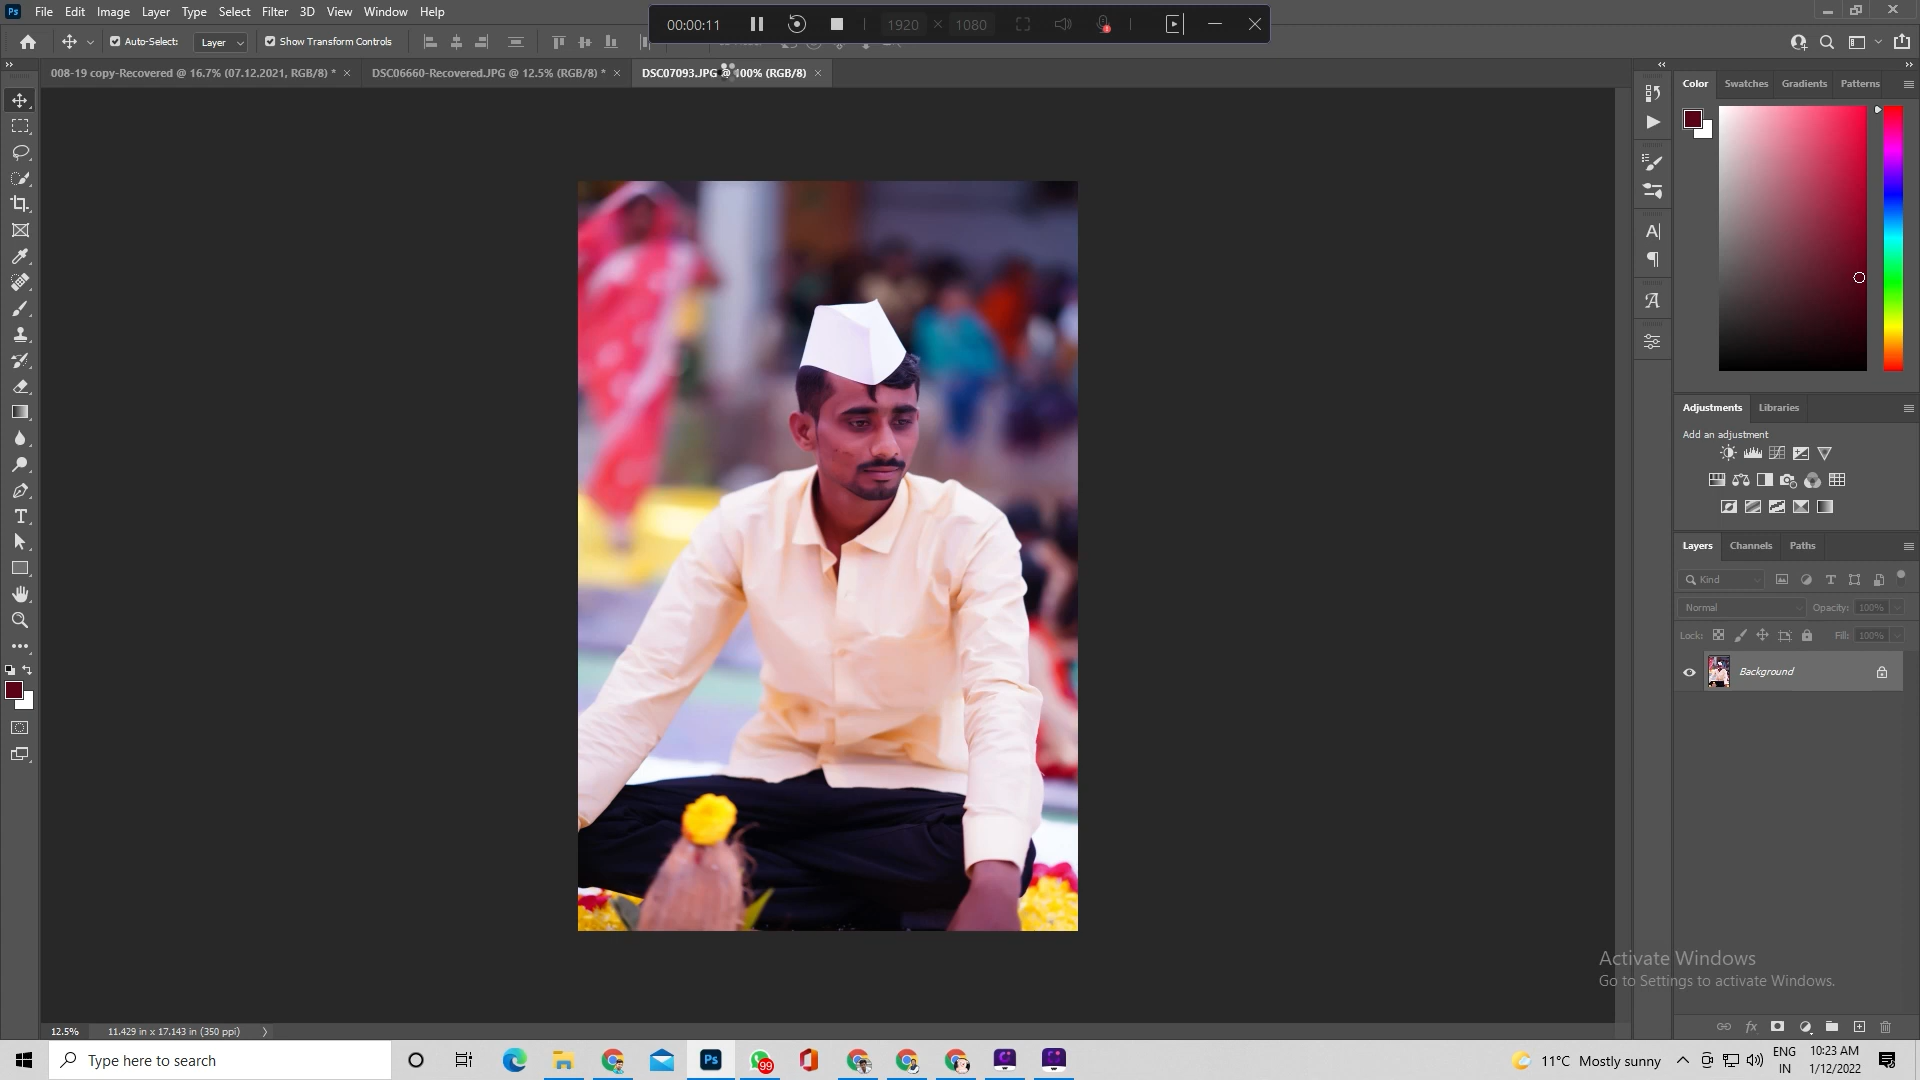 Ps File Edit Image Layer Type Select Filter 3D View Window Help
00:00:11 1920 × 1080
Auto-Select: Layer Show Transform Controls
008-19 copy-Recovered @ 16.7% (07.12.2021, RGB/8) * × DSC06660-Recovered.JPG @ 12.5% (RGB/8) * × DSC07093.JPG @ 100% (RGB/8) ×
Color Swatches Gradients Patterns
Adjustments Libraries
Add an adjustment
Layers Channels Paths
Kind
Normal Opacity: 100%
Lock: Fill: 100%
Background
Activate Windows
Go to Settings to activate Windows.
12.5% 11.429 in x 17.143 in (350 ppi)
Type here to search
Ps
99
11°C Mostly sunny
ENG
IN
10:23 AM
1/12/2022